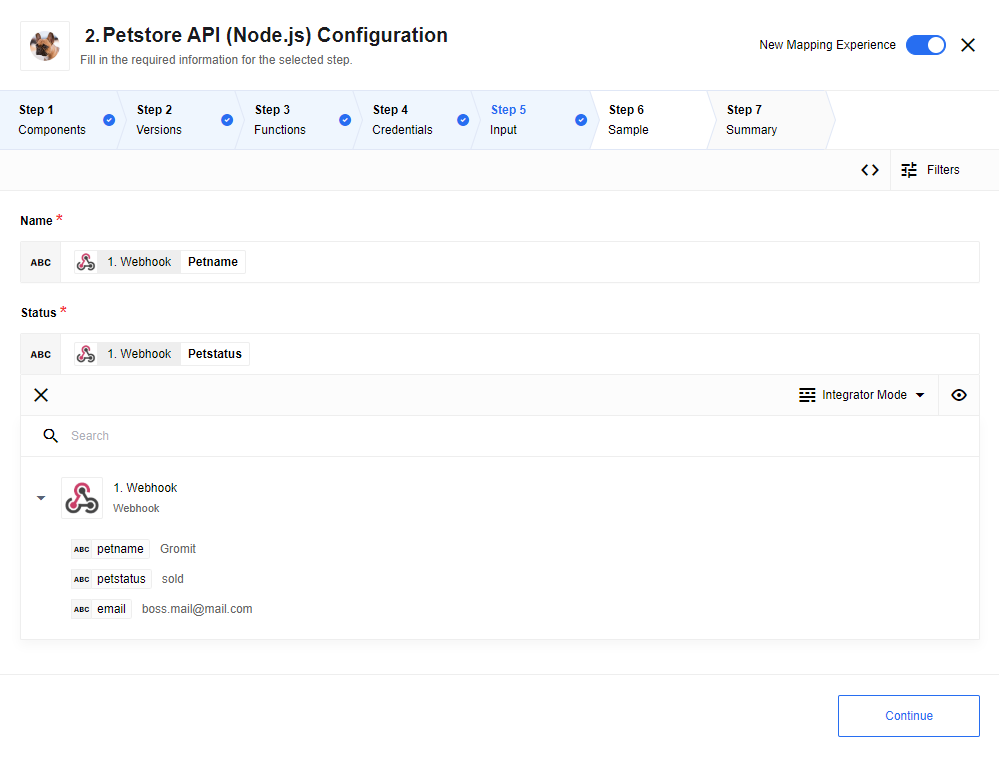 2. Petstore API (Node.js) Configuration
Fill in the required information for the selected step.
New Mapping Experience
Step 1
Components
Step 2
Versions
Step 3
Functions
Step 4
Credentials
Step 5
Input
Step 6
Sample
Step 7
Summary
Filters
Name *
ABC 1. Webhook Petname
Status *
ABC 1. Webhook Petstatus
Integrator Mode
Search
1. Webhook
Webhook
ABC petname Gromit
ABC petstatus sold
ABC email boss.mail@mail.com
Continue